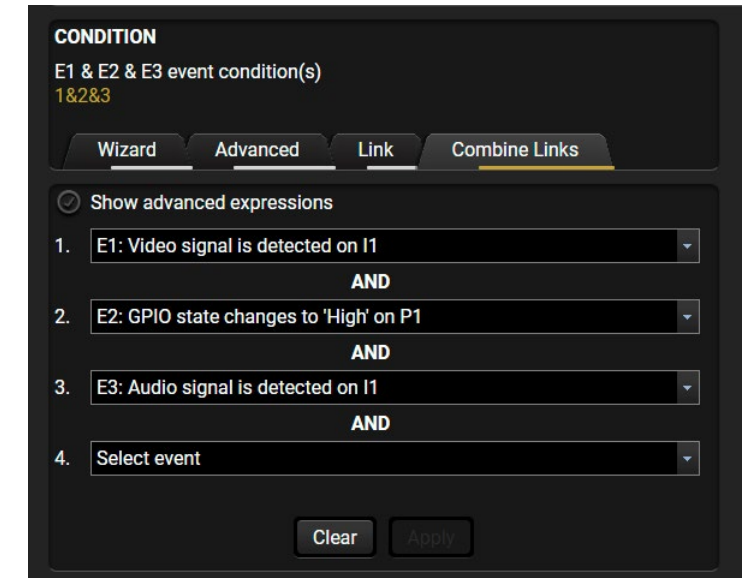 CONDITION
E1 & E2 & E3 event condition(s)
1&2&3
Wizard Advanced Link Combine Links
Show advanced expressions
1. E1: Video signal is detected on I1
AND
2. E2: GPIO state changes to 'High' on P1
AND
3. E3: Audio signal is detected on I1
AND
4. Select event
Clear Apply